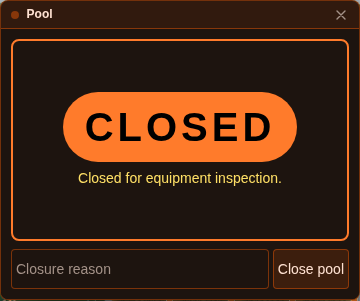 Pool
CLOSED
Closed for equipment inspection.
Closure reason
Close pool